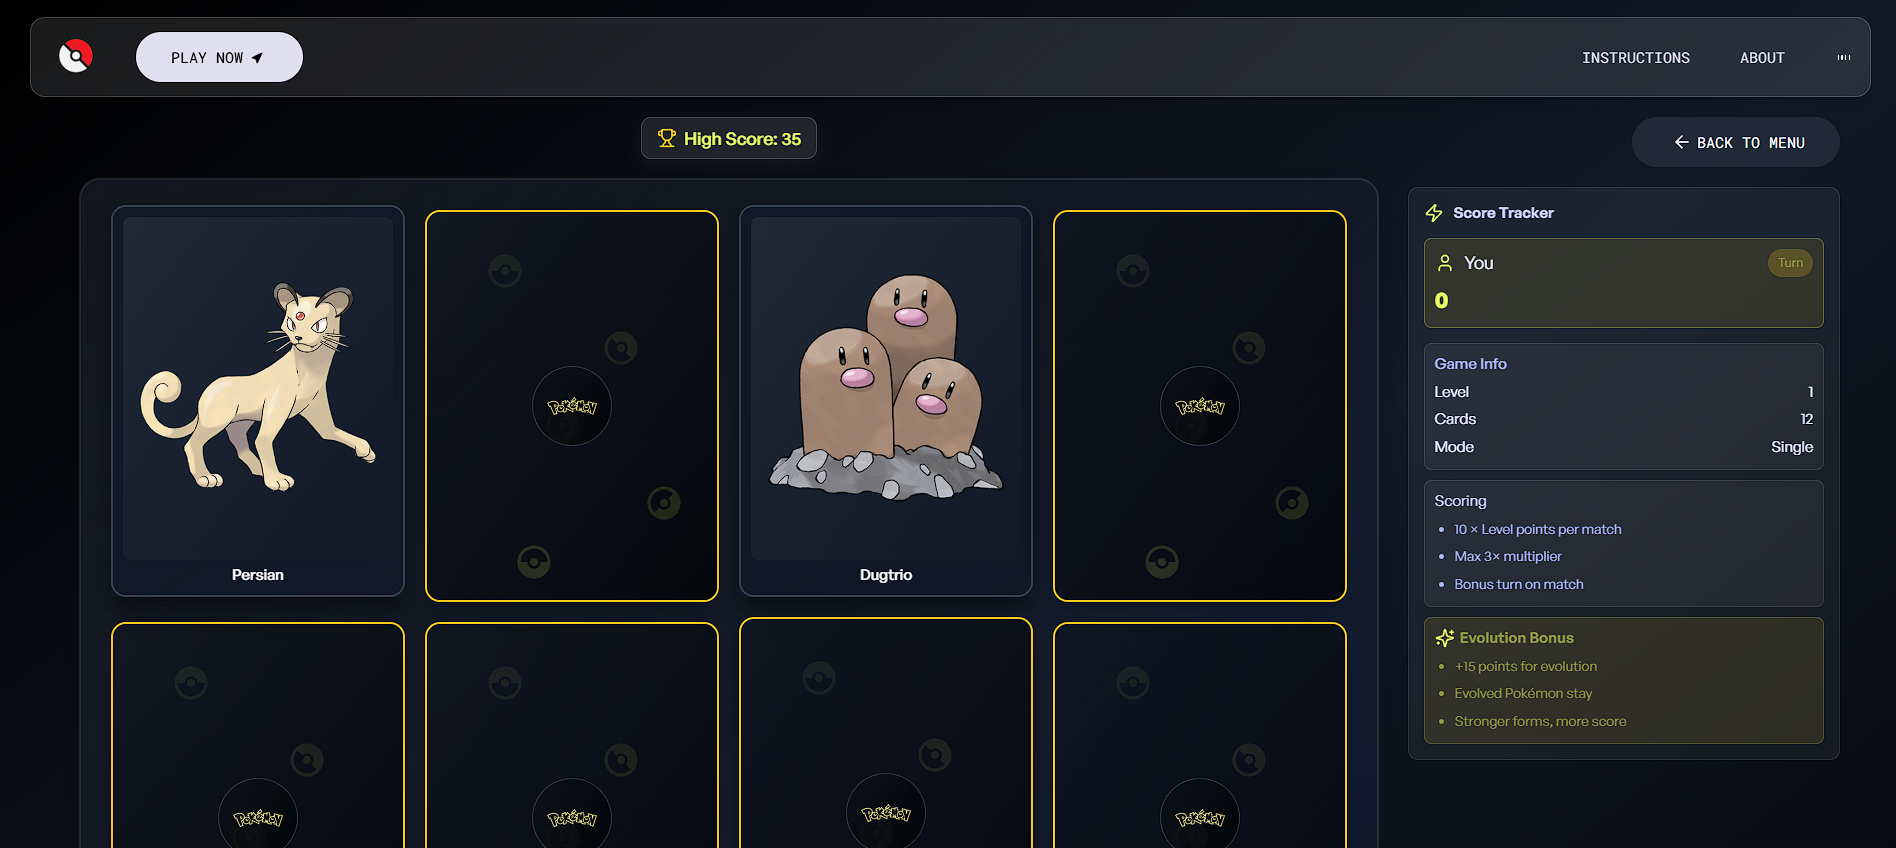 PLAY NOW
INSTRUCTIONS
ABOUT
High Score: 35
BACK TO MENU
Persian
POKéMON
Dugtrio
POKéMON
POKéMON
POKéMON
POKéMON
POKéMON
Score Tracker
You
Turn
0
Game Info
Level 1
Cards 12
Mode Single
Scoring
• 10 × Level points per match
• Max 3× multiplier
• Bonus turn on match
Evolution Bonus
• +15 points for evolution
• Evolved Pokémon stay
• Stronger forms, more score